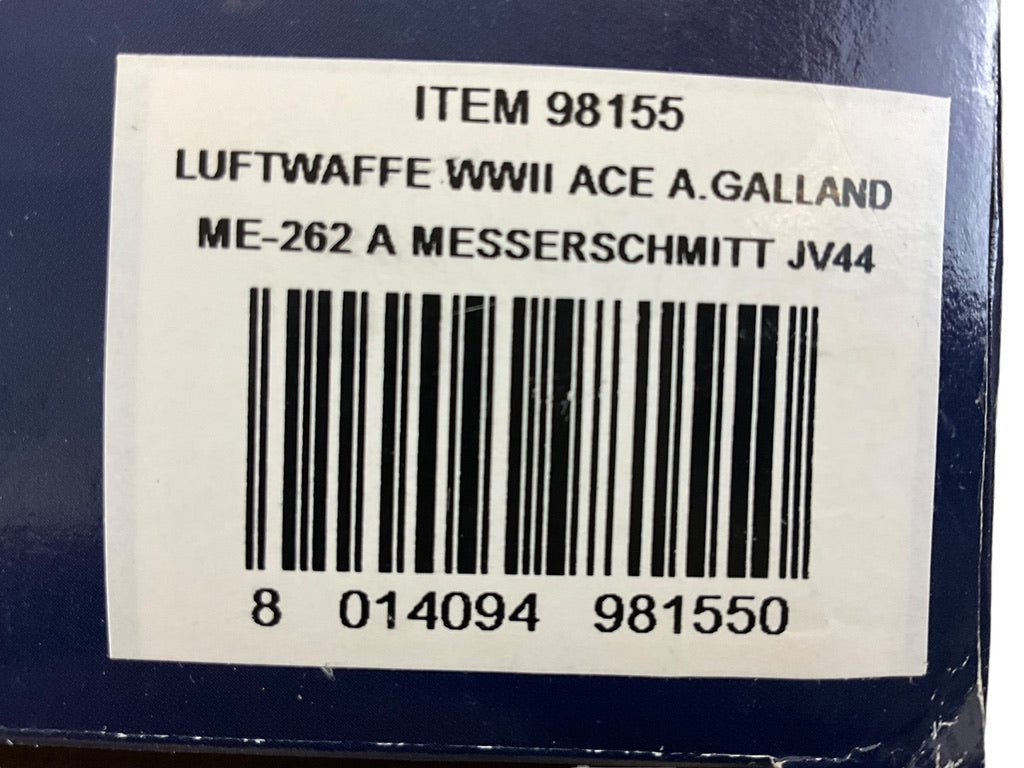 ITEM 98155
LUFTWAFFE WWII ACE A.GALLAND
ME-262 A MESSERSCHMITT JV44
8 014094 981550